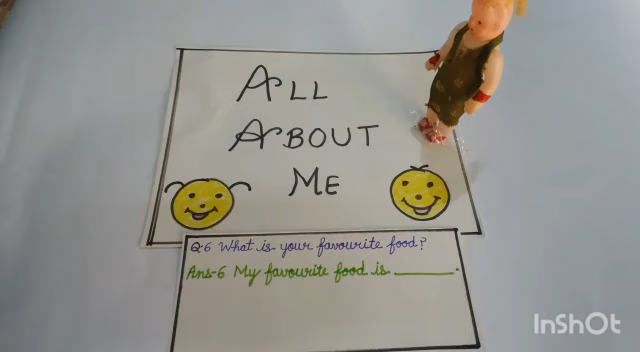 ALL
ABOUT
ME
Q.6 What is your favourite food?
Ans-6 My favourite food is ______.
InShOt